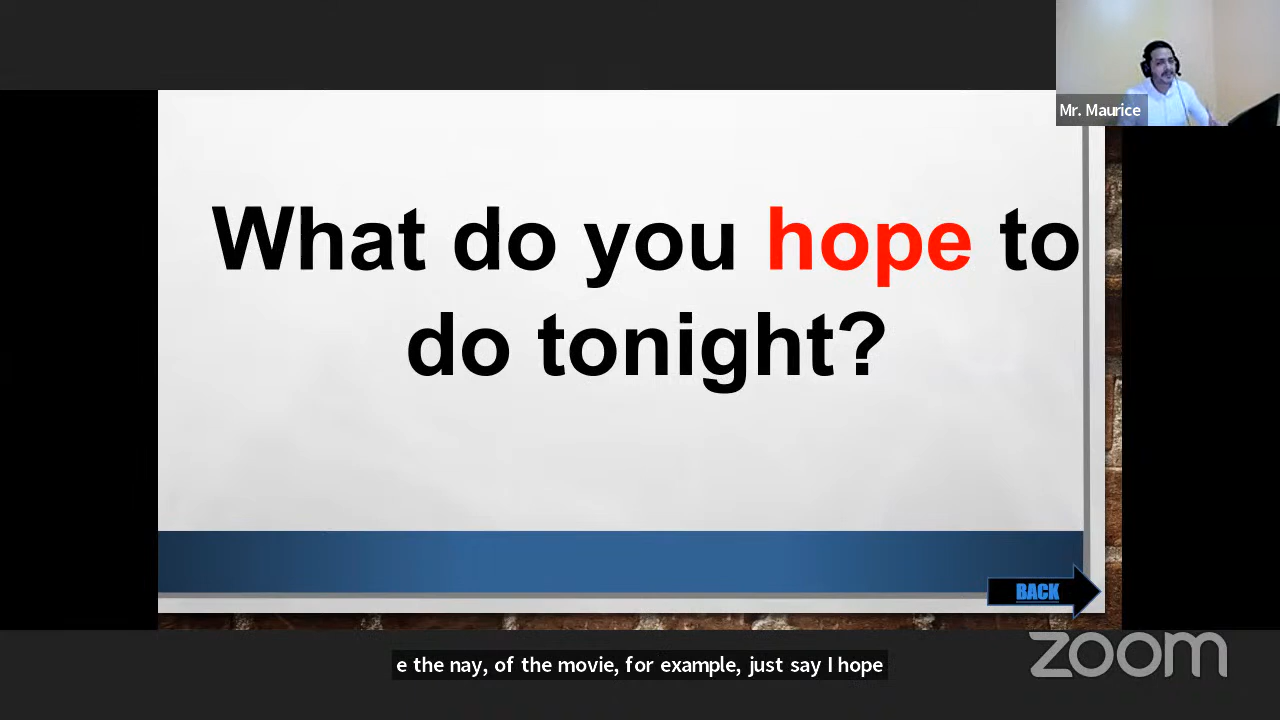 Mr. Maurice
What do you hope to
do tonight?
BACK
e the nay, of the movie, for example, just say I hope
zoom